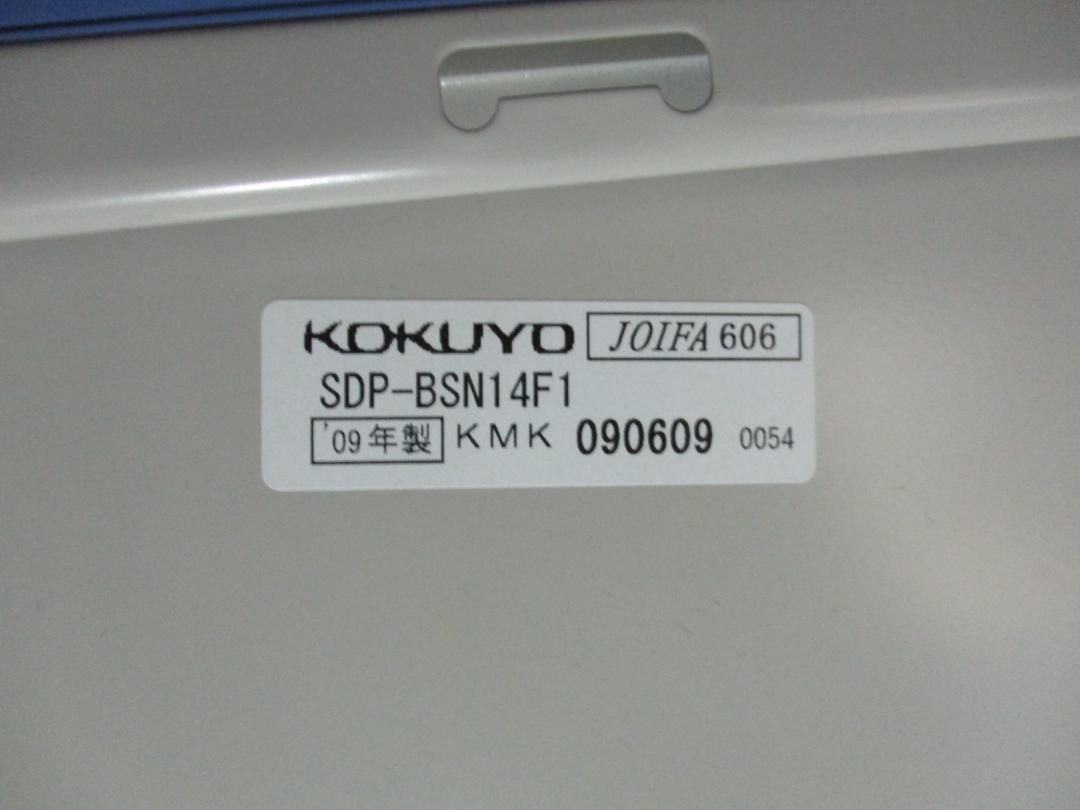 KOKUYO JOIFA 606
SDP-BSN14F1
'09年製 KMK 090609 0054